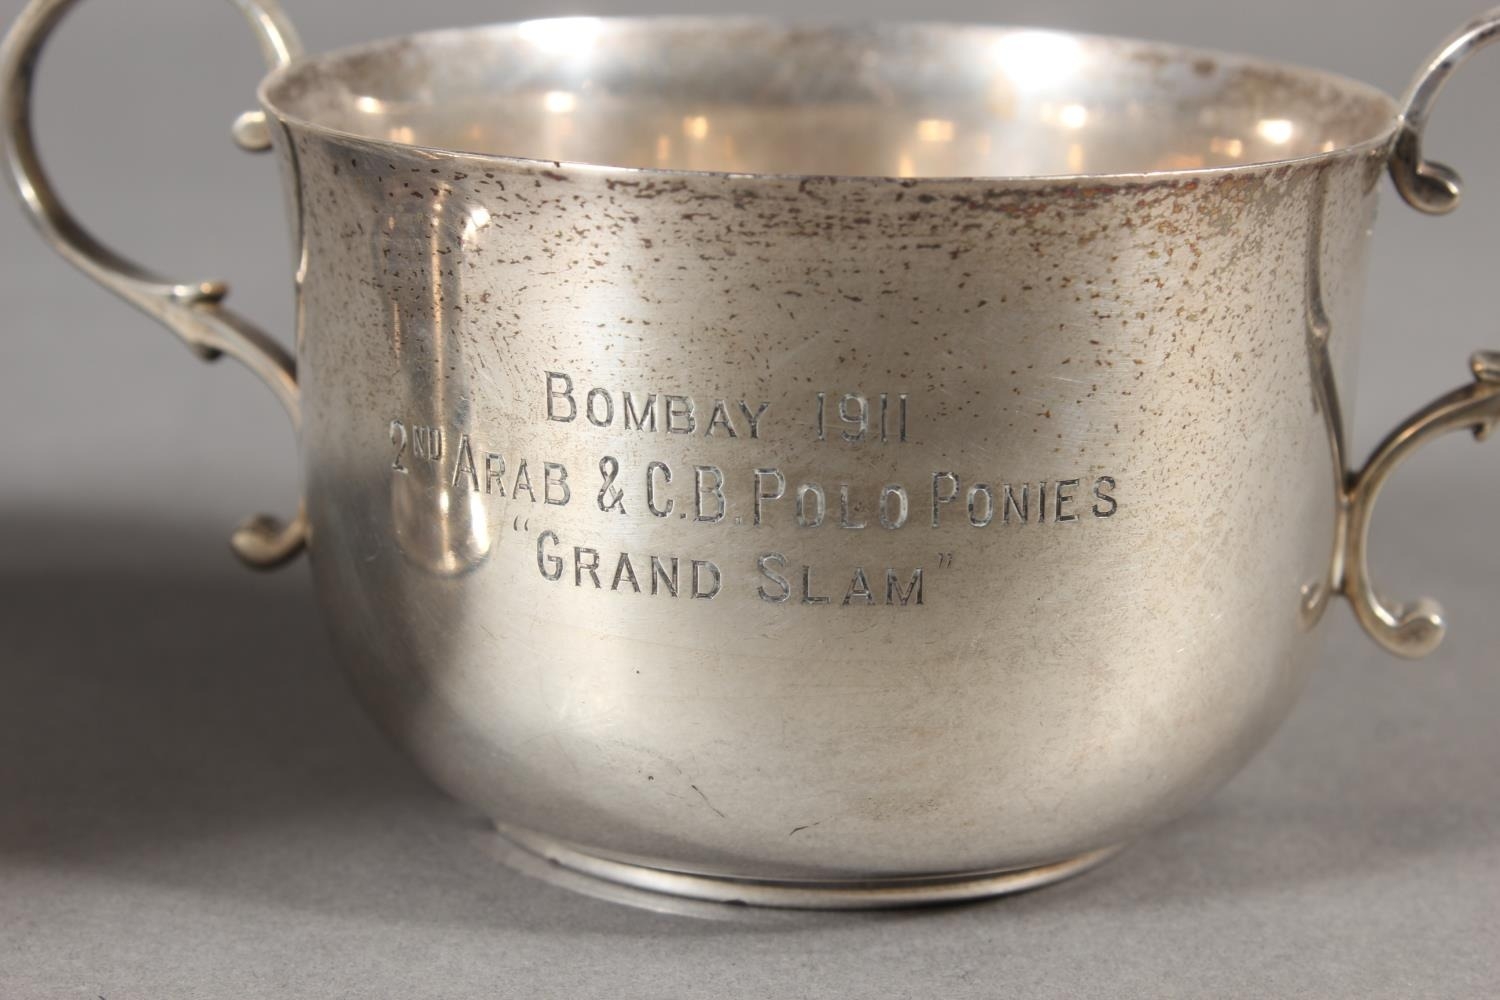 BOMBAY 1911
2ND ARAB & C.B. POLO PONIES
"GRAND SLAM"